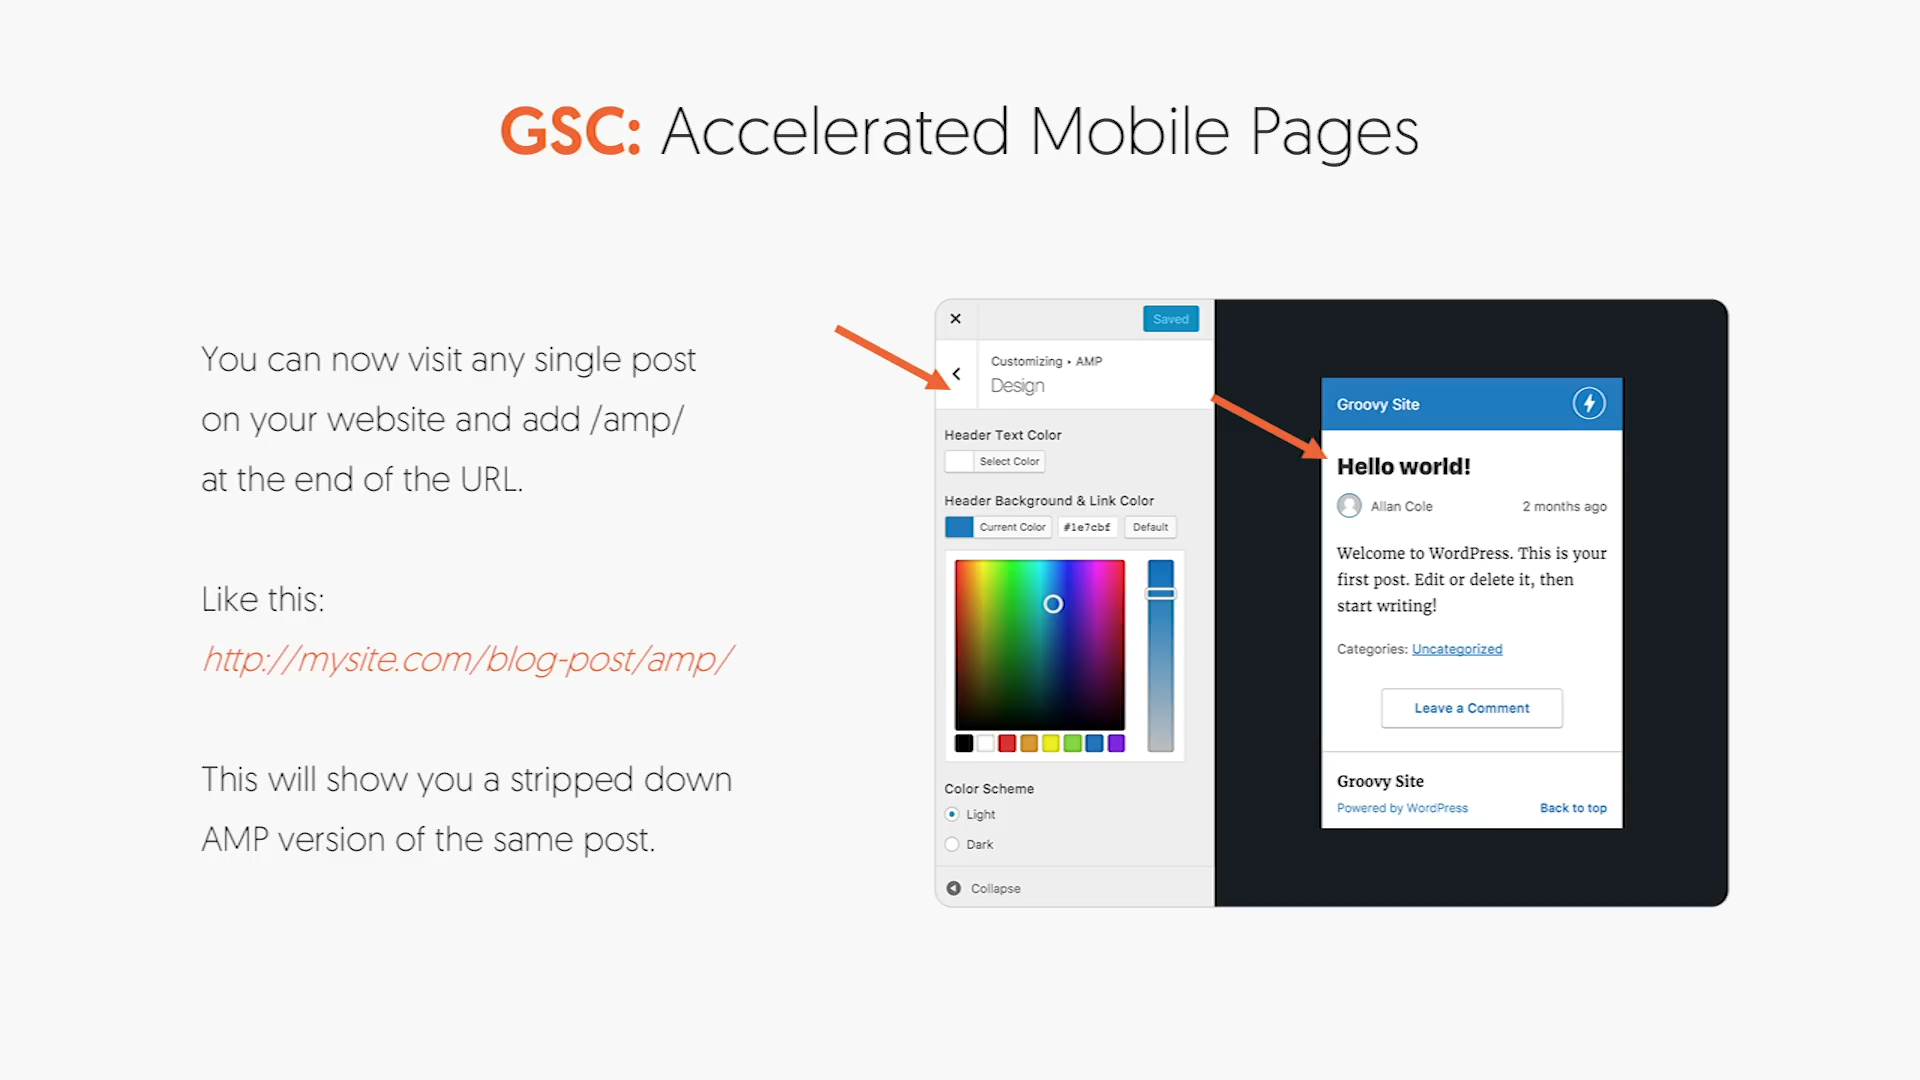 GSC: Accelerated Mobile Pages
You can now visit any single post
on your website and add /amp/
at the end of the URL.
Like this:
http://mysite.com/blog-post/amp/
This will show you a stripped down
AMP version of the same post.
Saved
Customizing ▸ AMP
Design
Header Text Color
Select Color
Header Background & Link Color
Current Color #1e7cbf Default
Color Scheme
Light
Dark
Collapse
Groovy Site
Hello world!
Allan Cole 2 months ago
Welcome to WordPress. This is your
first post. Edit or delete it, then
start writing!
Categories: Uncategorized
Leave a Comment
Groovy Site
Powered by WordPress Back to top